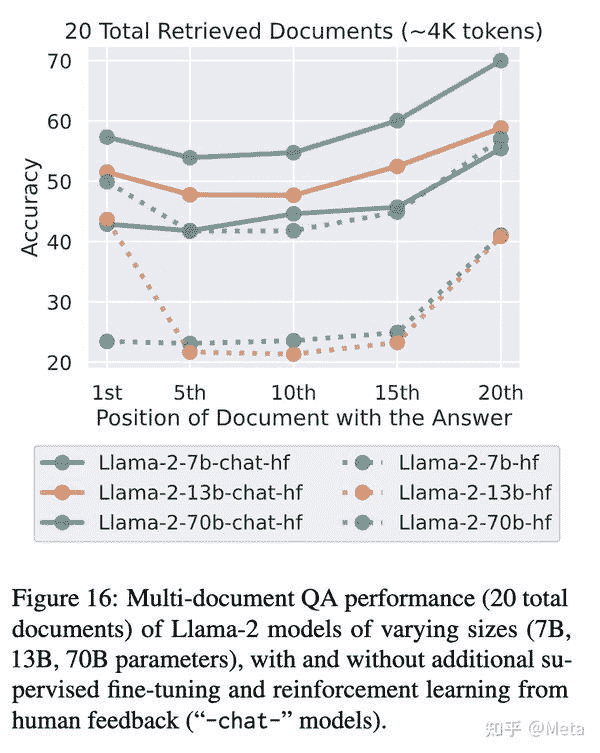 20 Total Retrieved Documents (~4K tokens)
70
60
50
40
30
20
Accuracy
1st 5th 10th 15th 20th
Position of Document with the Answer
Llama-2-7b-chat-hf Llama-2-7b-hf
Llama-2-13b-chat-hf Llama-2-13b-hf
Llama-2-70b-chat-hf Llama-2-70b-hf
Figure 16: Multi-document QA performance (20 total
documents) of Llama-2 models of varying sizes (7B,
13B, 70B parameters), with and without additional su-
pervised fine-tuning and reinforcement learning from
human feedback (“-chat-” models).
知乎 @Meta